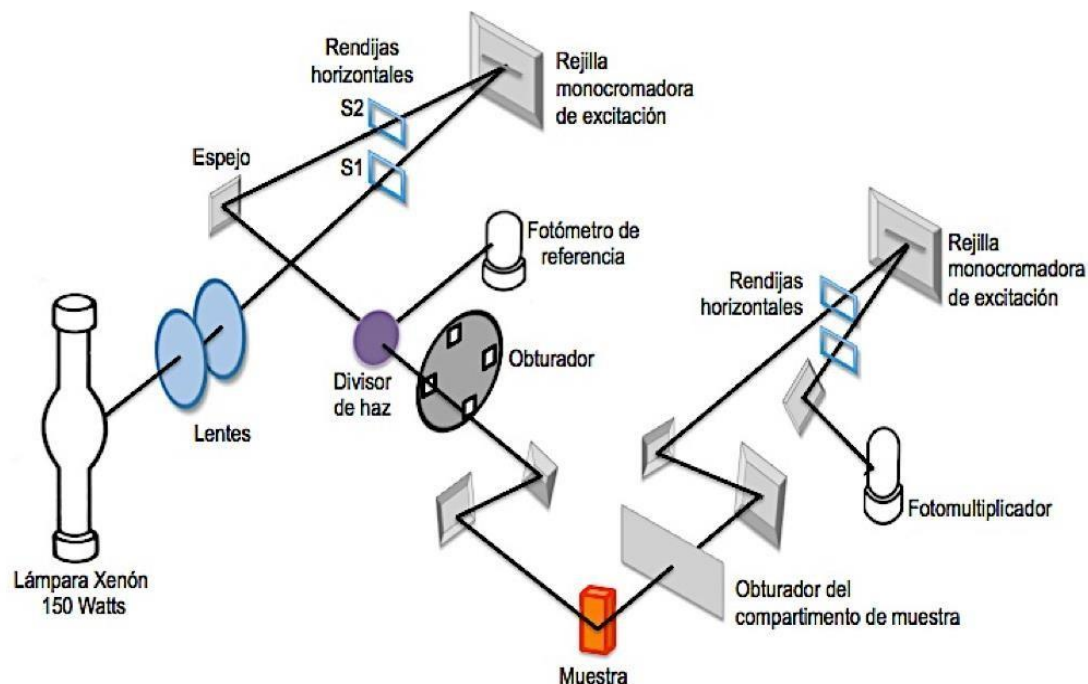 Rendijas
horizontales
S2
S1
Rejilla
monocromadora
de excitación
Espejo
Fotómetro de
referencia
Rejilla
monocromadora
de excitación
Rendijas
horizontales
Obturador
Divisor
de haz
Lentes
Fotomultiplicador
Lámpara Xenón
150 Watts
Obturador del
compartimento de muestra
Muestra